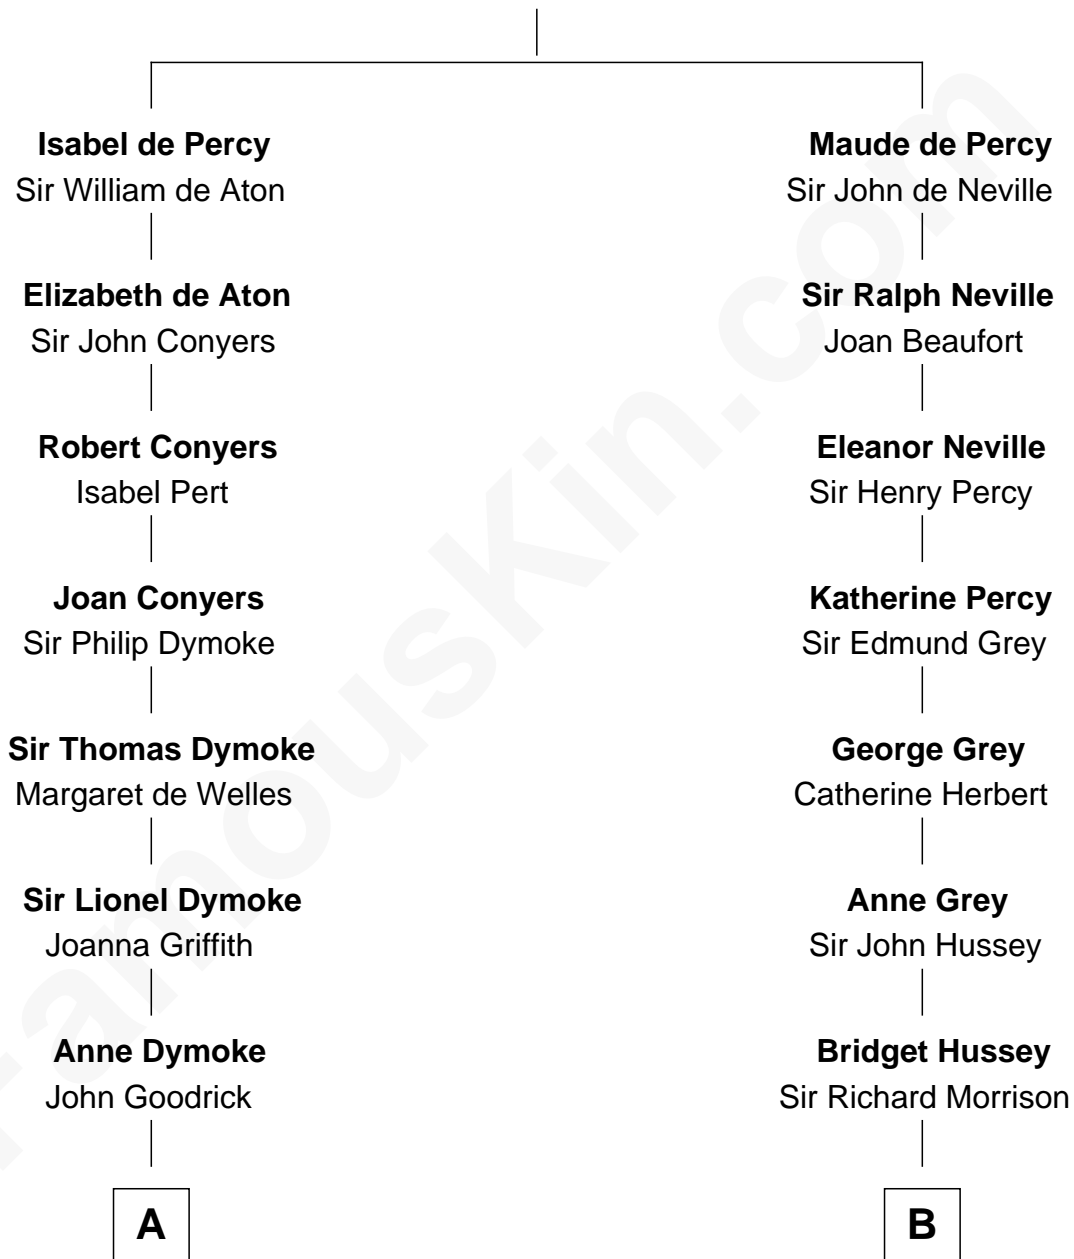 Isabel de Percy
Sir William de Aton
Elizabeth de Aton
Sir John Conyers
Robert Conyers
Isabel Pert
Joan Conyers
Sir Philip Dymoke
Sir Thomas Dymoke
Margaret de Welles
Sir Lionel Dymoke
Joanna Griffith
Anne Dymoke
John Goodrick
A
Maude de Percy
Sir John de Neville
Sir Ralph Neville
Joan Beaufort
Eleanor Neville
Sir Henry Percy
Katherine Percy
Sir Edmund Grey
George Grey
Catherine Herbert
Anne Grey
Sir John Hussey
Bridget Hussey
Sir Richard Morrison
B
FamousKin.com